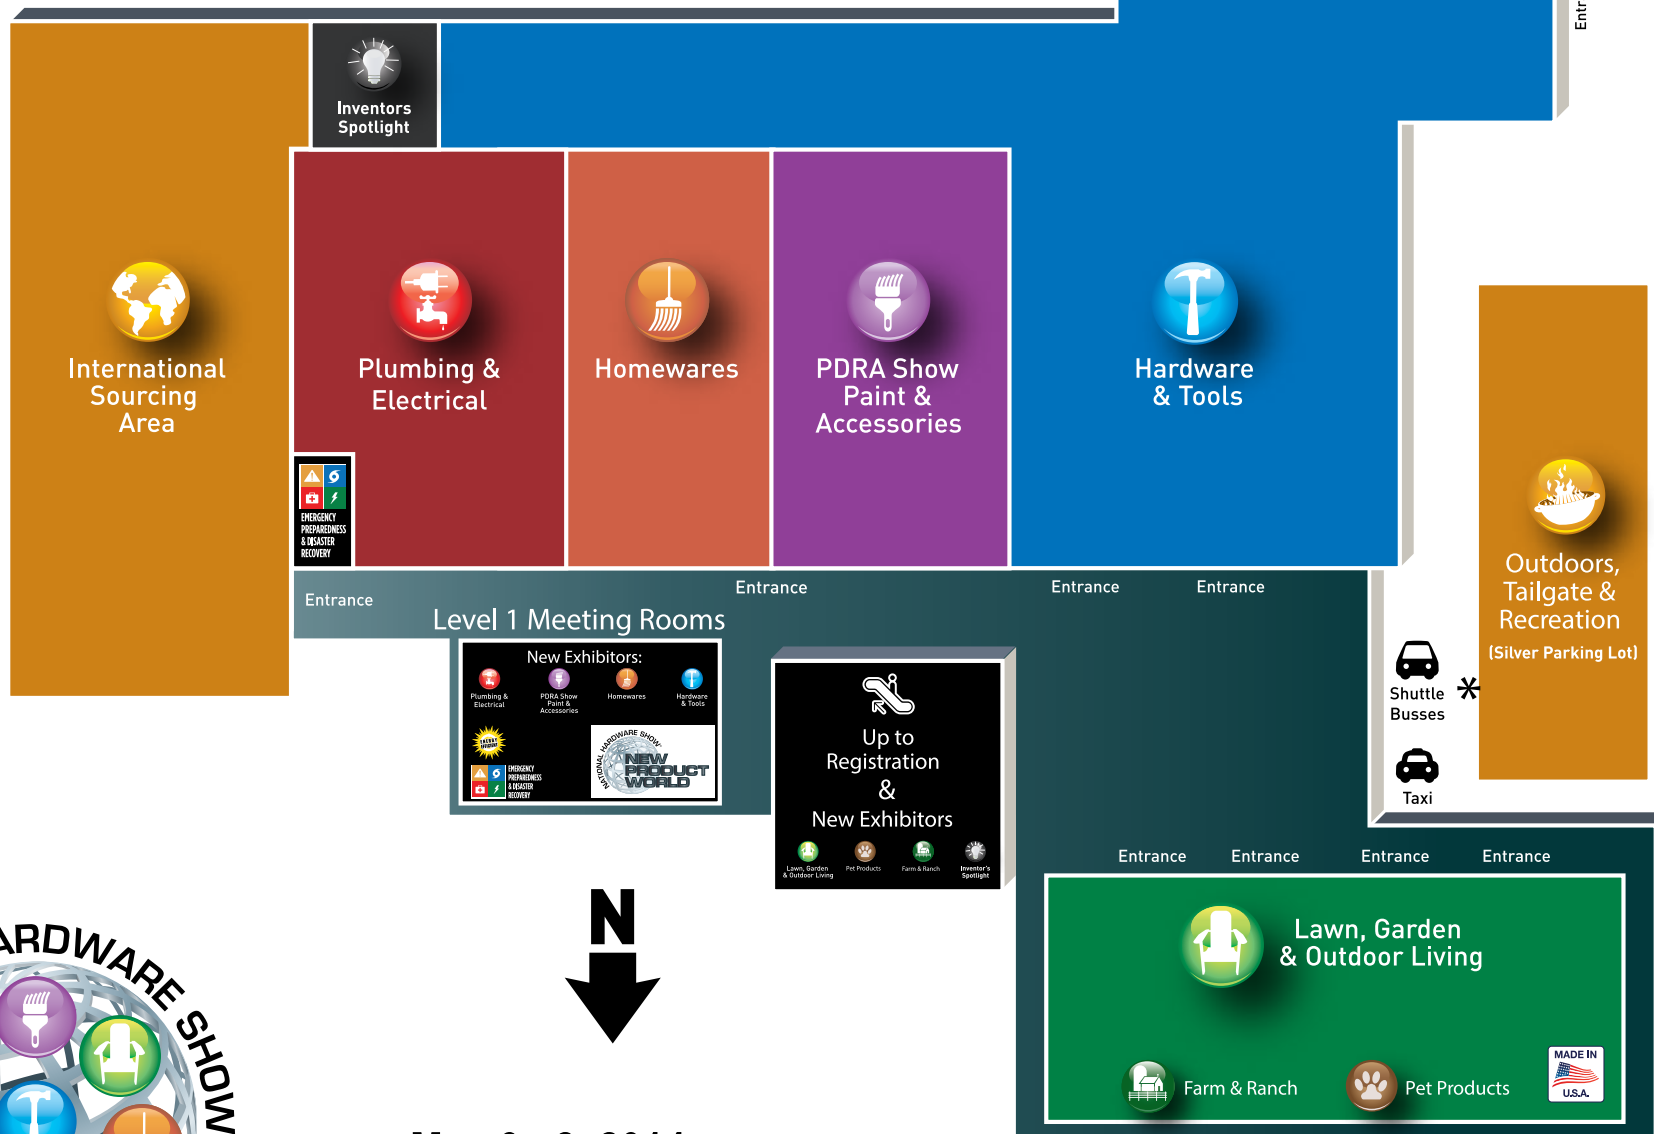 Entr
Inventors
Spotlight
International
Sourcing
Area
Plumbing &
Electrical
Homewares
PDRA Show
Paint &
Accessories
Hardware
& Tools
EMERGENCY
PREPAREDNESS
& DISASTER
RECOVERY
Outdoors,
Tailgate &
Recreation
(Silver Parking Lot)
Entrance
Entrance
Entrance
Entrance
Level 1 Meeting Rooms
New Exhibitors:
Plumbing &
Electrical
PDRA Show
Paint &
Accessories
Homewares
Hardware
& Tools
EMERGENCY
PREPAREDNESS
& DISASTER
RECOVERY
NATIONAL HARDWARE SHOW
NEW
PRODUCT
WORLD
Up to
Registration
&
New Exhibitors
Lawn, Garden
& Outdoor Living
Pet Products
Farm & Ranch
Inventor's
Spotlight
Shuttle
Busses
*
Taxi
Entrance
Entrance
Entrance
Entrance
Lawn, Garden
& Outdoor Living
Farm & Ranch
Pet Products
MADE IN
U.S.A.
N
ARDWARE SHOW